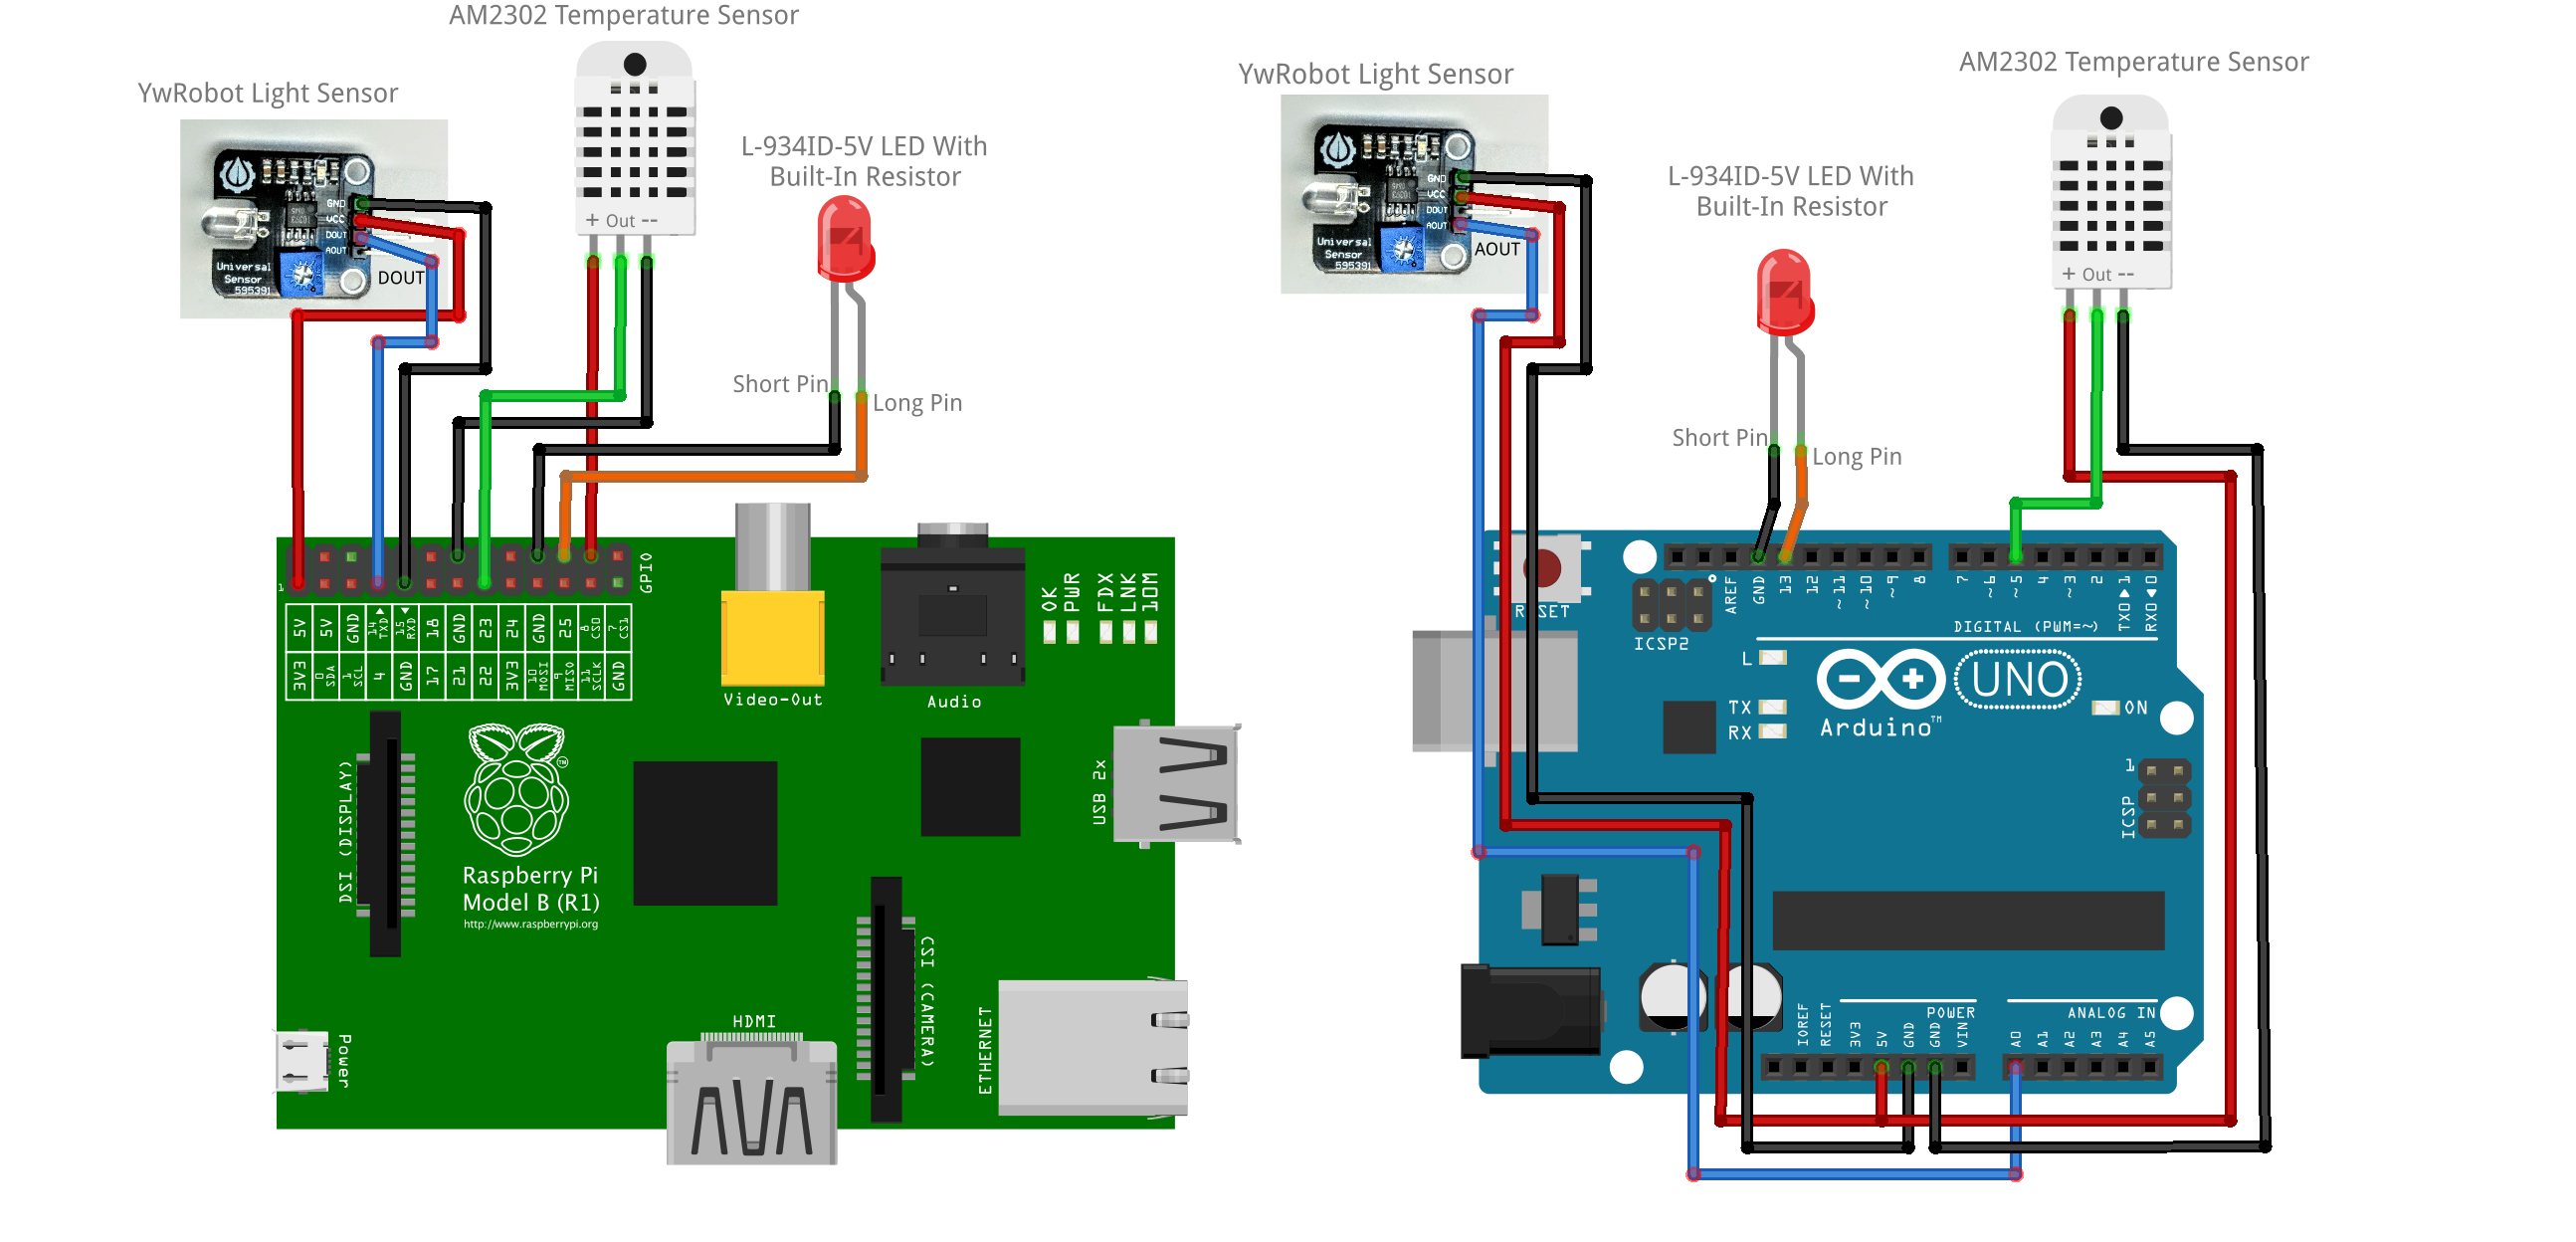 AM2302 Temperature Sensor
YwRobot Light Sensor
L-934ID-5V LED With
Built-In Resistor
+ Out --
GND
VCC
DOUT
AOUT
Universal
Sensor
595391
DOUT
Short Pin
Long Pin
1
GPIO
5V 5V GND 14 TXD 15 RXD 18 GND 23 24 GND 25 8 CS0 7 CS1
3V3 0 SDA 1 SCL 4 GND 17 21 22 3V3 10 MOSI 9 MISO 11 SCLK GND
Video-Out
Audio
OK
PWR
FDX
LNK
10M
DSI (DISPLAY)
TM
Raspberry Pi
Model B (R1)
http://www.raspberrypi.org
USB 2x
CSI (CAMERA)
ETHERNET
HDMI
Power
YwRobot Light Sensor
AM2302 Temperature Sensor
L-934ID-5V LED With
Built-In Resistor
GND
VCC
DOUT
AOUT
Universal
Sensor
595391
AOUT
+ Out --
Short Pin
Long Pin
RESET
ICSP2
AREF GND 13 12 ~11 ~10 ~9 8 7 ~6 ~5 4 ~3 2 TX0 1 RX0 0
DIGITAL (PWM=~)
L
TX
RX
UNO
Arduino™
ON
1
ICSP
POWER
ANALOG IN
IOREF RESET 3V3 5V GND GND VIN A0 A1 A2 A3 A4 A5